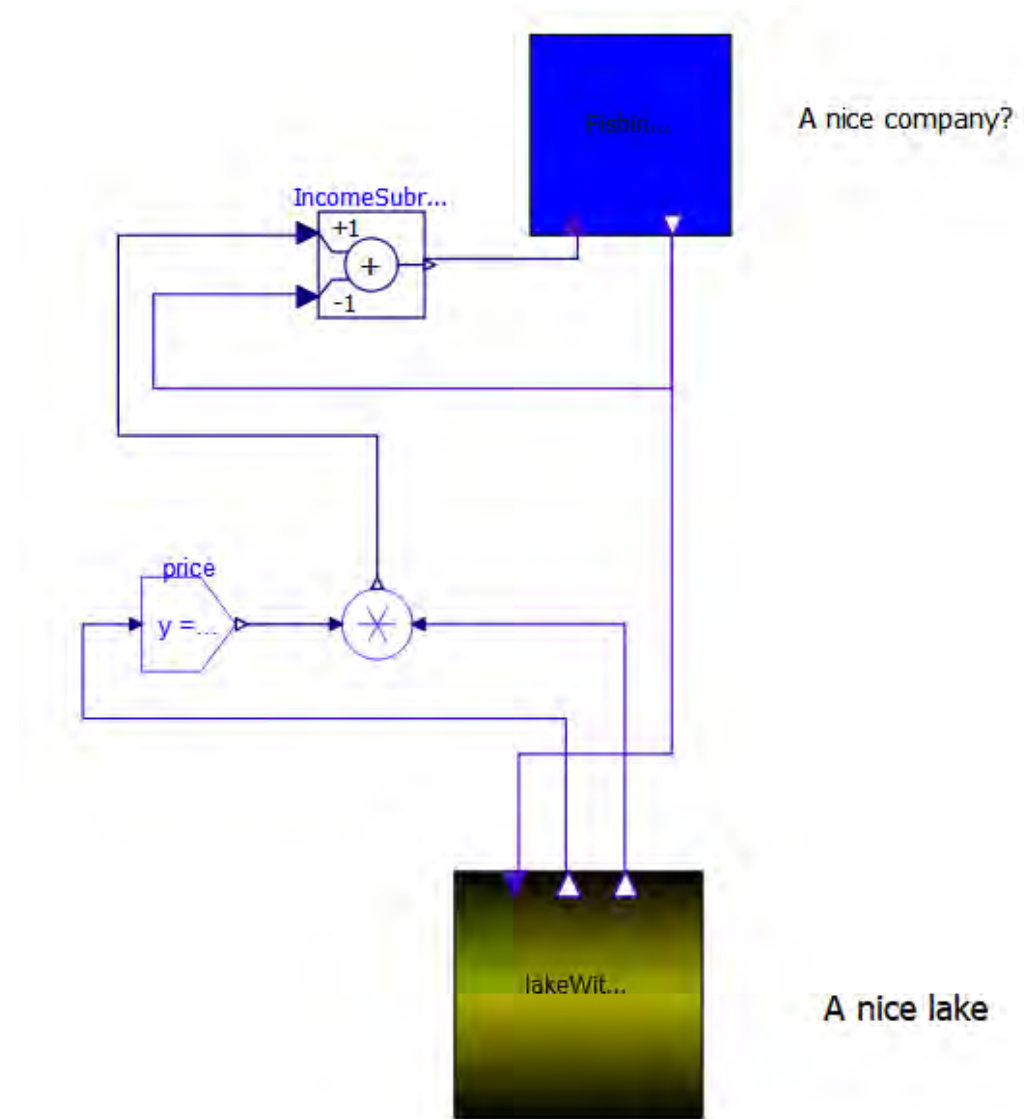 Fishin...
A nice company?
IncomeSubr...
+1
+
-1
price
y =...
lakeWit...
A nice lake